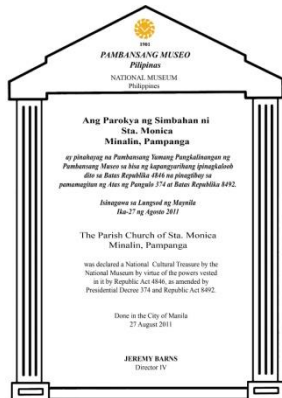 1901
PAMBANSANG MUSEO
Pilipinas
NATIONAL MUSEUM
Philippines
Ang Parokya ng Simbahan ni
Sta. Monica
Minalin, Pampanga
ay pinahayag na Pambansang Yamang Pangkalinangan ng
Pambansang Museo sa bisa ng kapangyarihang ipinagkaloob
dito sa Batas Republika 4846 na pinagtibay sa
pamamagitan ng Atas ng Pangulo 374 at Batas Republika 8492.
Isinagawa sa Lungsod ng Maynila
Ika-27 ng Agosto 2011
The Parish Church of Sta. Monica
Minalin, Pampanga
was declared a National Cultural Treasure by the
National Museum by virtue of the powers vested
in it by Republic Act 4846, as amended by
Presidential Decree 374 and Republic Act 8492.
Done in the City of Manila
27 August 2011
JEREMY BARNS
Director IV